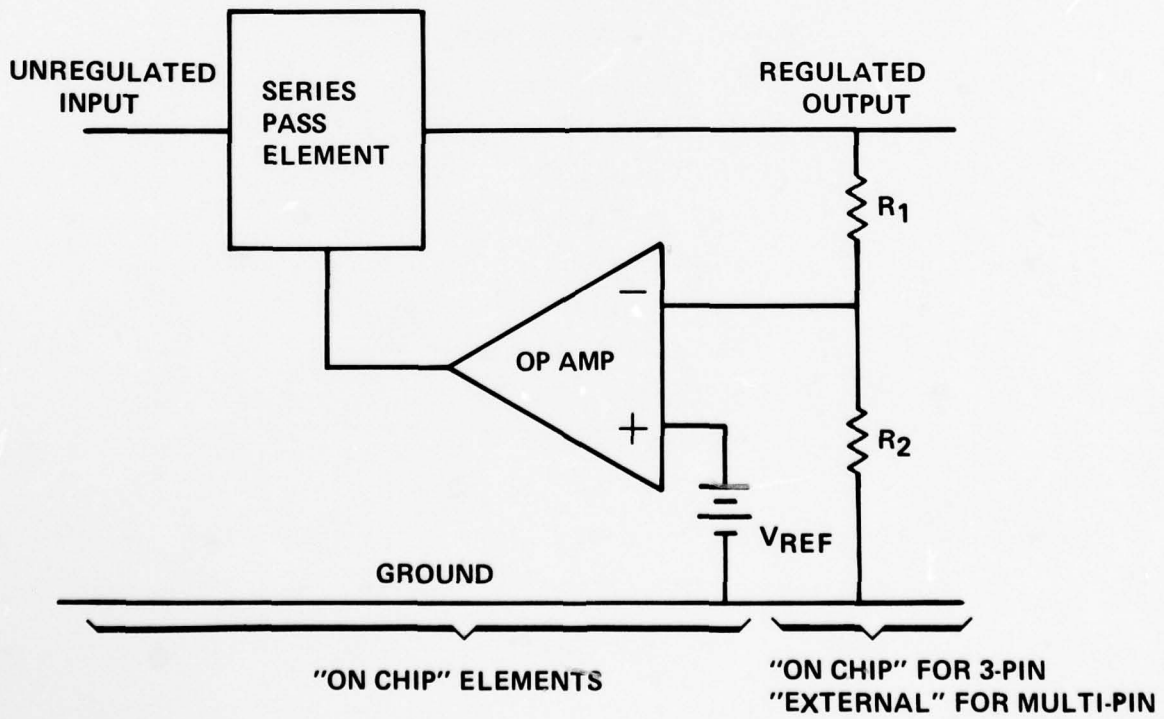 UNREGULATED
INPUT
SERIES
PASS
ELEMENT
REGULATED
OUTPUT
R1
−
OP AMP
+
R2
VREF
GROUND
"ON CHIP" ELEMENTS
"ON CHIP" FOR 3-PIN
"EXTERNAL" FOR MULTI-PIN